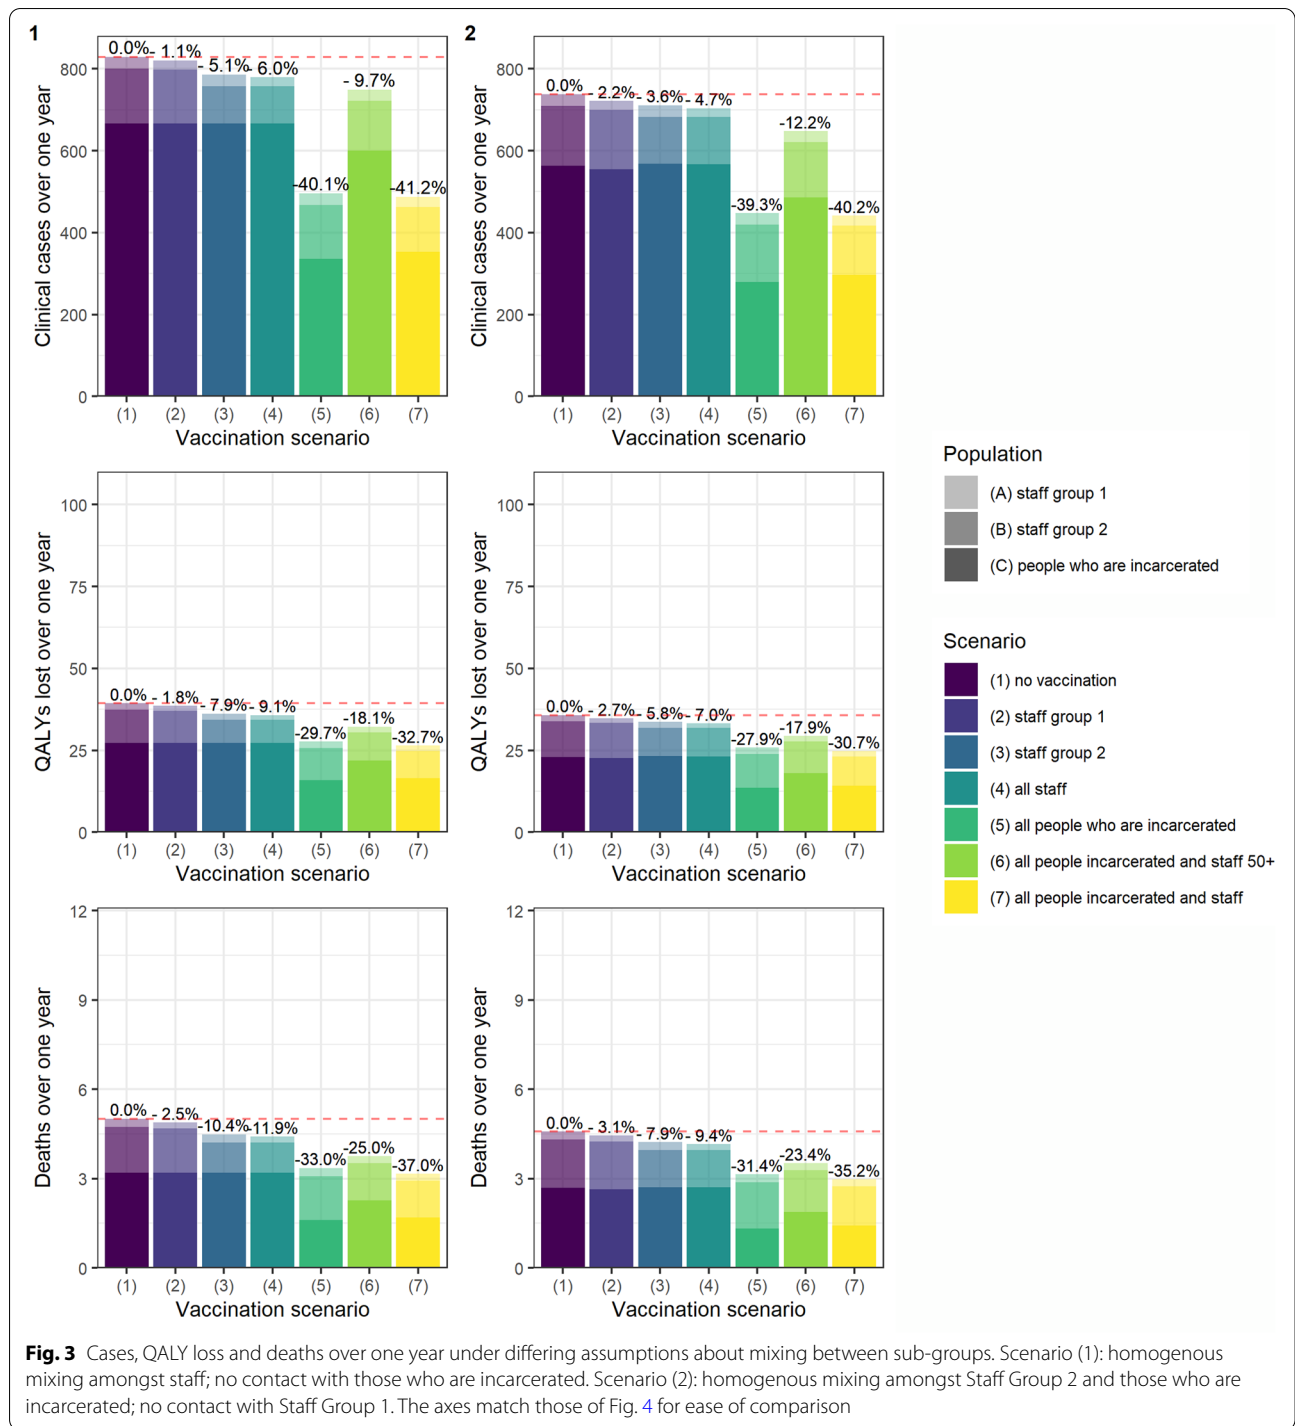 1
Clinical cases over one year
800
600
400
200
0
0.0%
- 1.1%
- 5.1%
- 6.0%
-40.1%
- 9.7%
-41.2%
(1) (2) (3) (4) (5) (6) (7)
Vaccination scenario
2
Clinical cases over one year
800
600
400
200
0
0.0%
- 2.2%
- 3.6%
- 4.7%
-39.3%
-12.2%
-40.2%
(1) (2) (3) (4) (5) (6) (7)
Vaccination scenario
QALYs lost over one year
100
75
50
25
0
0.0%
- 1.8%
- 7.9%
- 9.1%
-29.7%
-18.1%
-32.7%
(1) (2) (3) (4) (5) (6) (7)
Vaccination scenario
QALYs lost over one year
100
75
50
25
0
0.0%
- 2.7%
- 5.8%
- 7.0%
-27.9%
-17.9%
-30.7%
(1) (2) (3) (4) (5) (6) (7)
Vaccination scenario
Deaths over one year
12
9
6
3
0
0.0%
- 2.5%
-10.4%
-11.9%
-33.0%
-25.0%
-37.0%
(1) (2) (3) (4) (5) (6) (7)
Vaccination scenario
Deaths over one year
12
9
6
3
0
0.0%
- 3.1%
- 7.9%
- 9.4%
-31.4%
-23.4%
-35.2%
(1) (2) (3) (4) (5) (6) (7)
Vaccination scenario
Population
(A) staff group 1
(B) staff group 2
(C) people who are incarcerated
Scenario
(1) no vaccination
(2) staff group 1
(3) staff group 2
(4) all staff
(5) all people who are incarcerated
(6) all people incarcerated and staff 50+
(7) all people incarcerated and staff
Fig. 3 Cases, QALY loss and deaths over one year under differing assumptions about mixing between sub-groups. Scenario (1): homogenous
mixing amongst staff; no contact with those who are incarcerated. Scenario (2): homogenous mixing amongst Staff Group 2 and those who are
incarcerated; no contact with Staff Group 1. The axes match those of Fig. 4 for ease of comparison